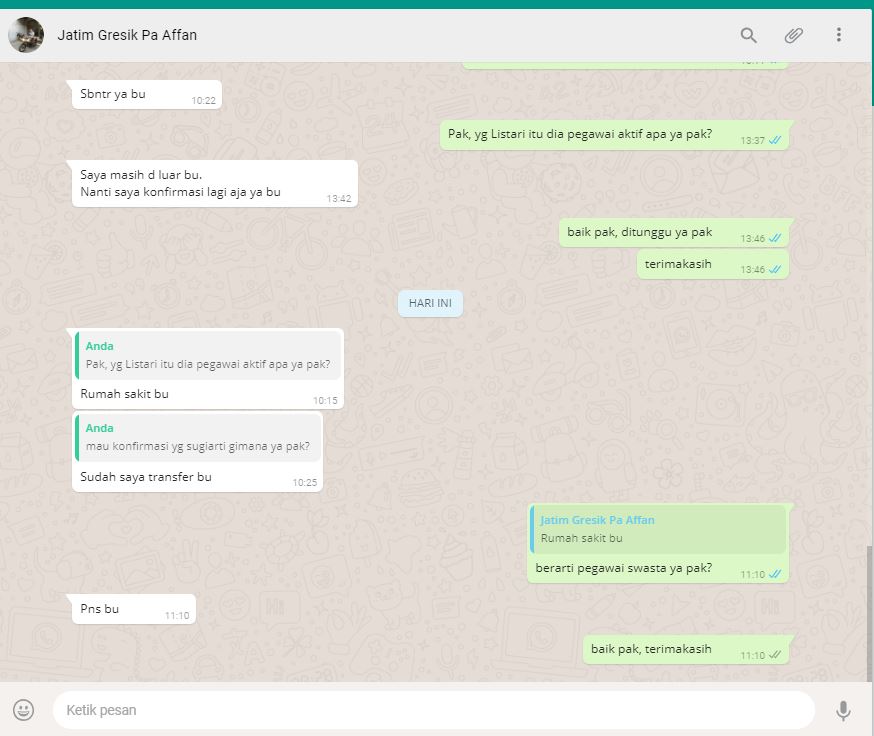 Jatim Gresik Pa Affan
Sbntr ya bu
10:22
Pak, yg Listari itu dia pegawai aktif apa ya pak?
13:37
Saya masih d luar bu.
Nanti saya konfirmasi lagi aja ya bu
13:42
baik pak, ditunggu ya pak
13:46
terimakasih
13:46
HARI INI
Anda
Pak, yg Listari itu dia pegawai aktif apa ya pak?
Rumah sakit bu
10:15
Anda
mau konfirmasi yg sugiarti gimana ya pak?
Sudah saya transfer bu
10:25
Jatim Gresik Pa Affan
Rumah sakit bu
berarti pegawai swasta ya pak?
11:10
Pns bu
11:10
baik pak, terimakasih
11:10
Ketik pesan